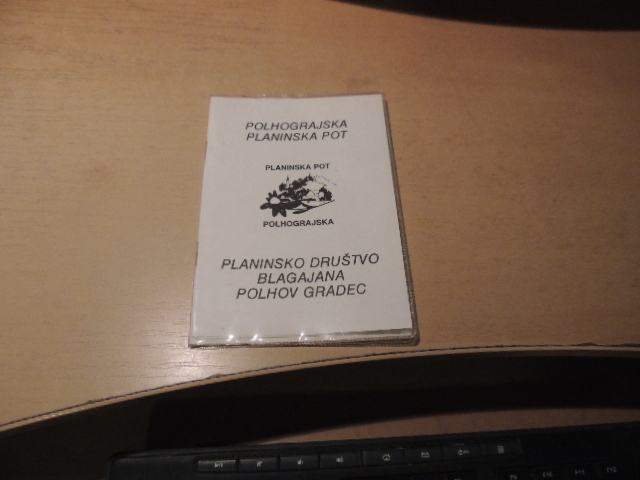 POLHOGRAJSKA
PLANINSKA POT
PLANINSKA POT
POLHOGRAJSKA
PLANINSKO DRUŠTVO
BLAGAJANA
POLHOV GRADEC